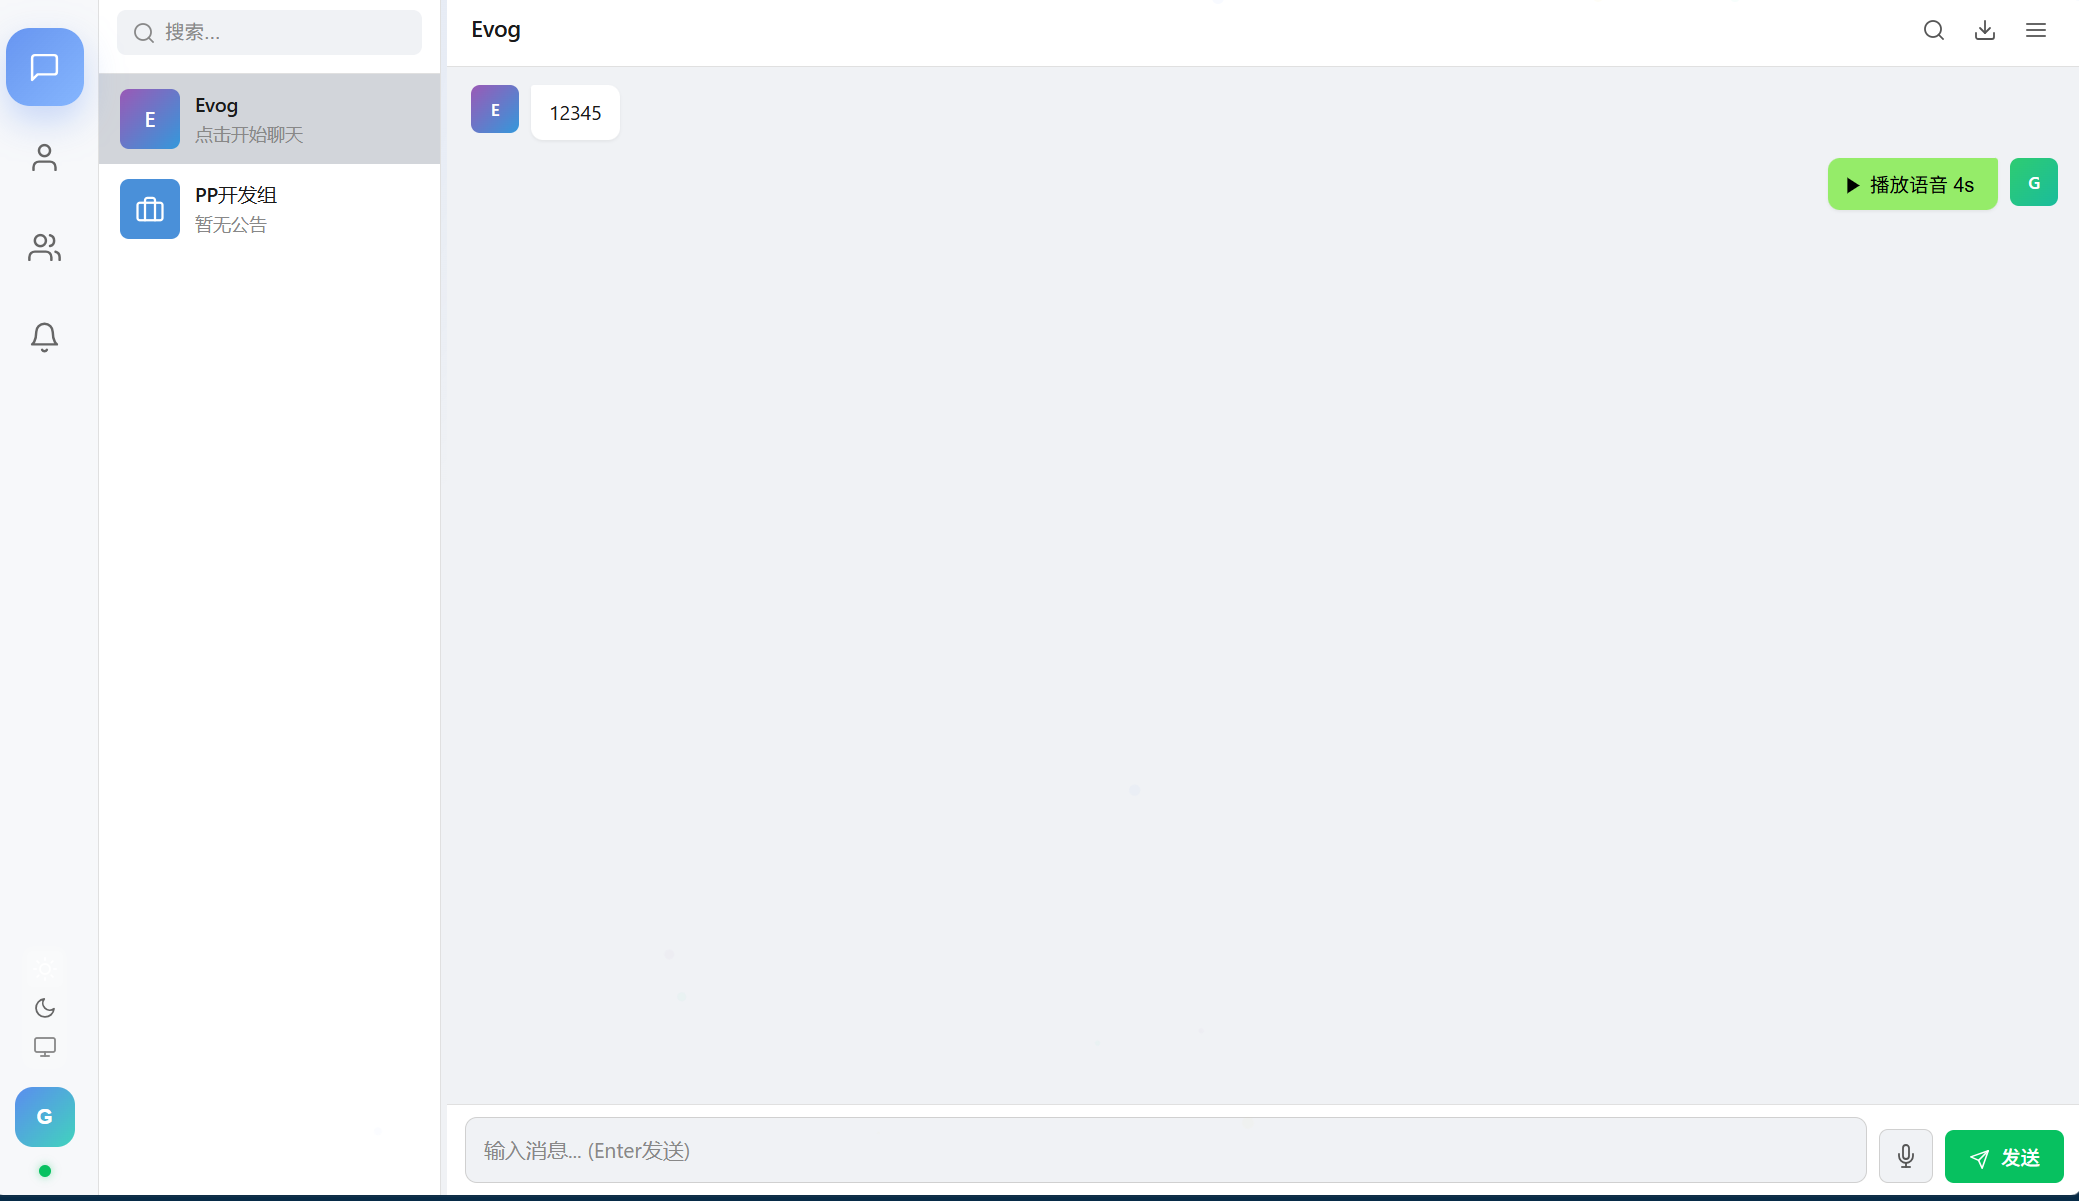 搜索...
E
Evog
点击开始聊天
PP开发组
暂无公告
G
Evog
E
12345
播放语音 4s
G
输入消息... (Enter发送)
发送